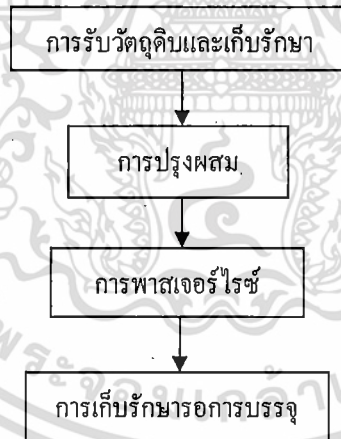 การรับวัตถุดิบและเก็บรักษา
การปรุงผสม
การพาสเจอร์ไรซ์
การเก็บรักษารอการบรรจุ